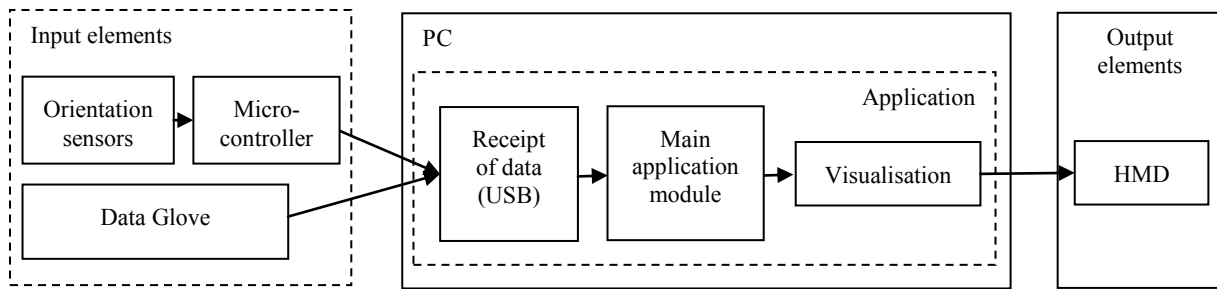 Input elements
Orientation
sensors
Micro-
controller
Data Glove
PC
Application
Receipt
of data
(USB)
Main
application
module
Visualisation
Output
elements
HMD